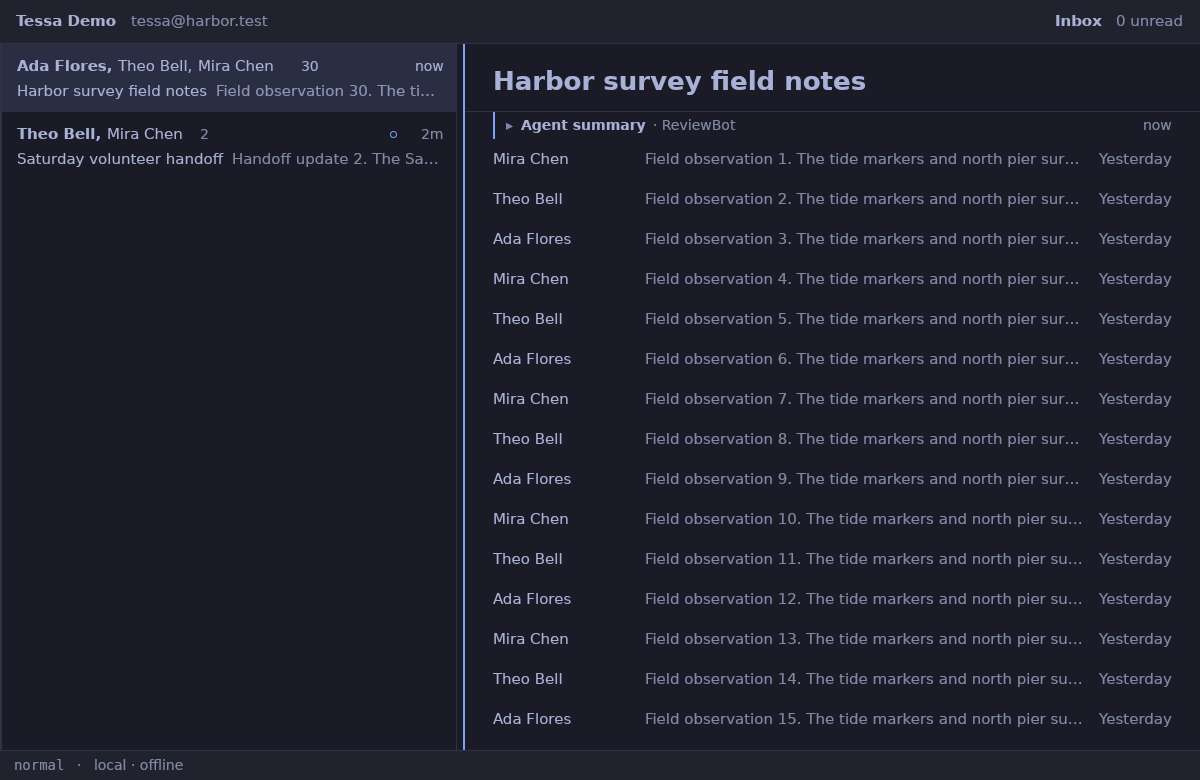 Tessa Demo tessa@harbor.test Inbox 0 unread
Ada Flores, Theo Bell, Mira Chen 30 now
Harbor survey field notes Field observation 30. The ti...
Theo Bell, Mira Chen 2 2m
Saturday volunteer handoff Handoff update 2. The Sa...
Harbor survey field notes
▸ Agent summary · ReviewBot now
Mira Chen Field observation 1. The tide markers and north pier sur... Yesterday
Theo Bell Field observation 2. The tide markers and north pier sur... Yesterday
Ada Flores Field observation 3. The tide markers and north pier sur... Yesterday
Mira Chen Field observation 4. The tide markers and north pier sur... Yesterday
Theo Bell Field observation 5. The tide markers and north pier sur... Yesterday
Ada Flores Field observation 6. The tide markers and north pier sur... Yesterday
Mira Chen Field observation 7. The tide markers and north pier sur... Yesterday
Theo Bell Field observation 8. The tide markers and north pier sur... Yesterday
Ada Flores Field observation 9. The tide markers and north pier sur... Yesterday
Mira Chen Field observation 10. The tide markers and north pier su... Yesterday
Theo Bell Field observation 11. The tide markers and north pier su... Yesterday
Ada Flores Field observation 12. The tide markers and north pier su... Yesterday
Mira Chen Field observation 13. The tide markers and north pier su... Yesterday
Theo Bell Field observation 14. The tide markers and north pier su... Yesterday
Ada Flores Field observation 15. The tide markers and north pier su... Yesterday
normal · local · offline